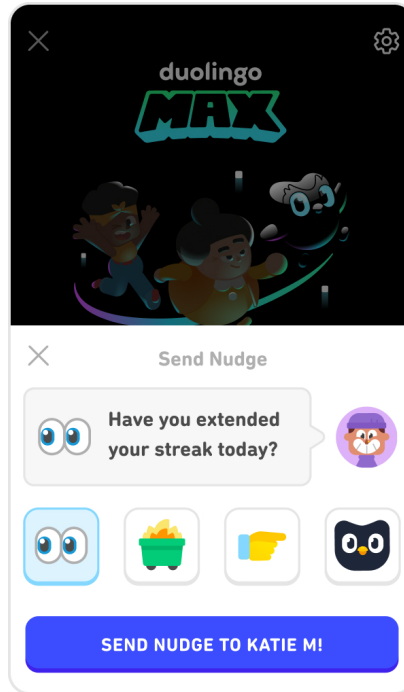 duolingo
MAX
Send Nudge
Have you extended
your streak today?
SEND NUDGE TO KATIE M!